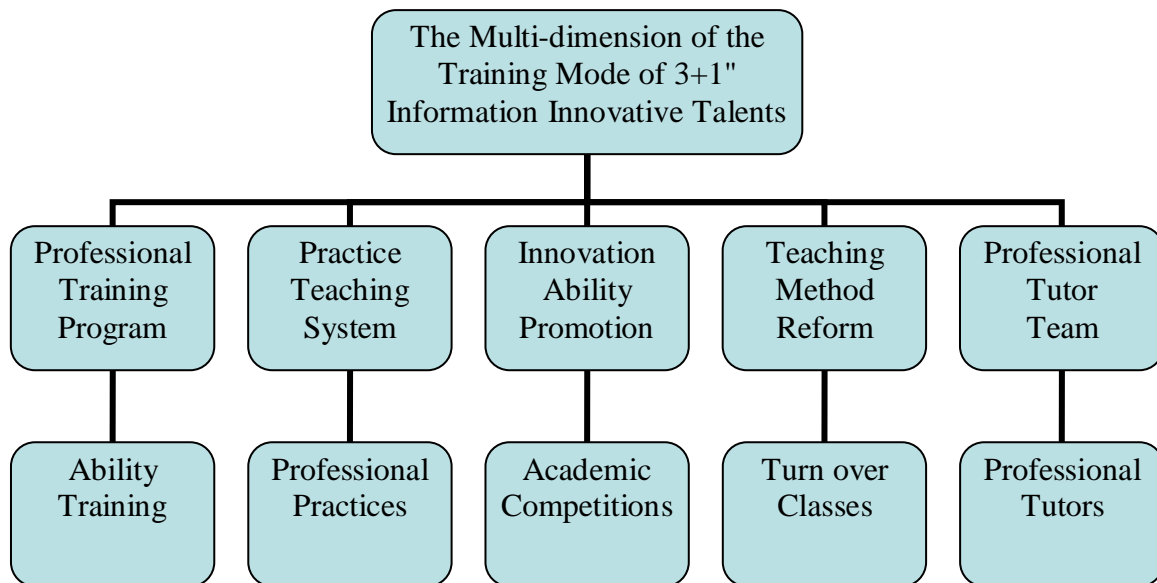 The Multi-dimension of the
Training Mode of 3+1"
Information Innovative Talents
Professional
Training
Program
Practice
Teaching
System
Innovation
Ability
Promotion
Teaching
Method
Reform
Professional
Tutor
Team
Ability
Training
Professional
Practices
Academic
Competitions
Turn over
Classes
Professional
Tutors